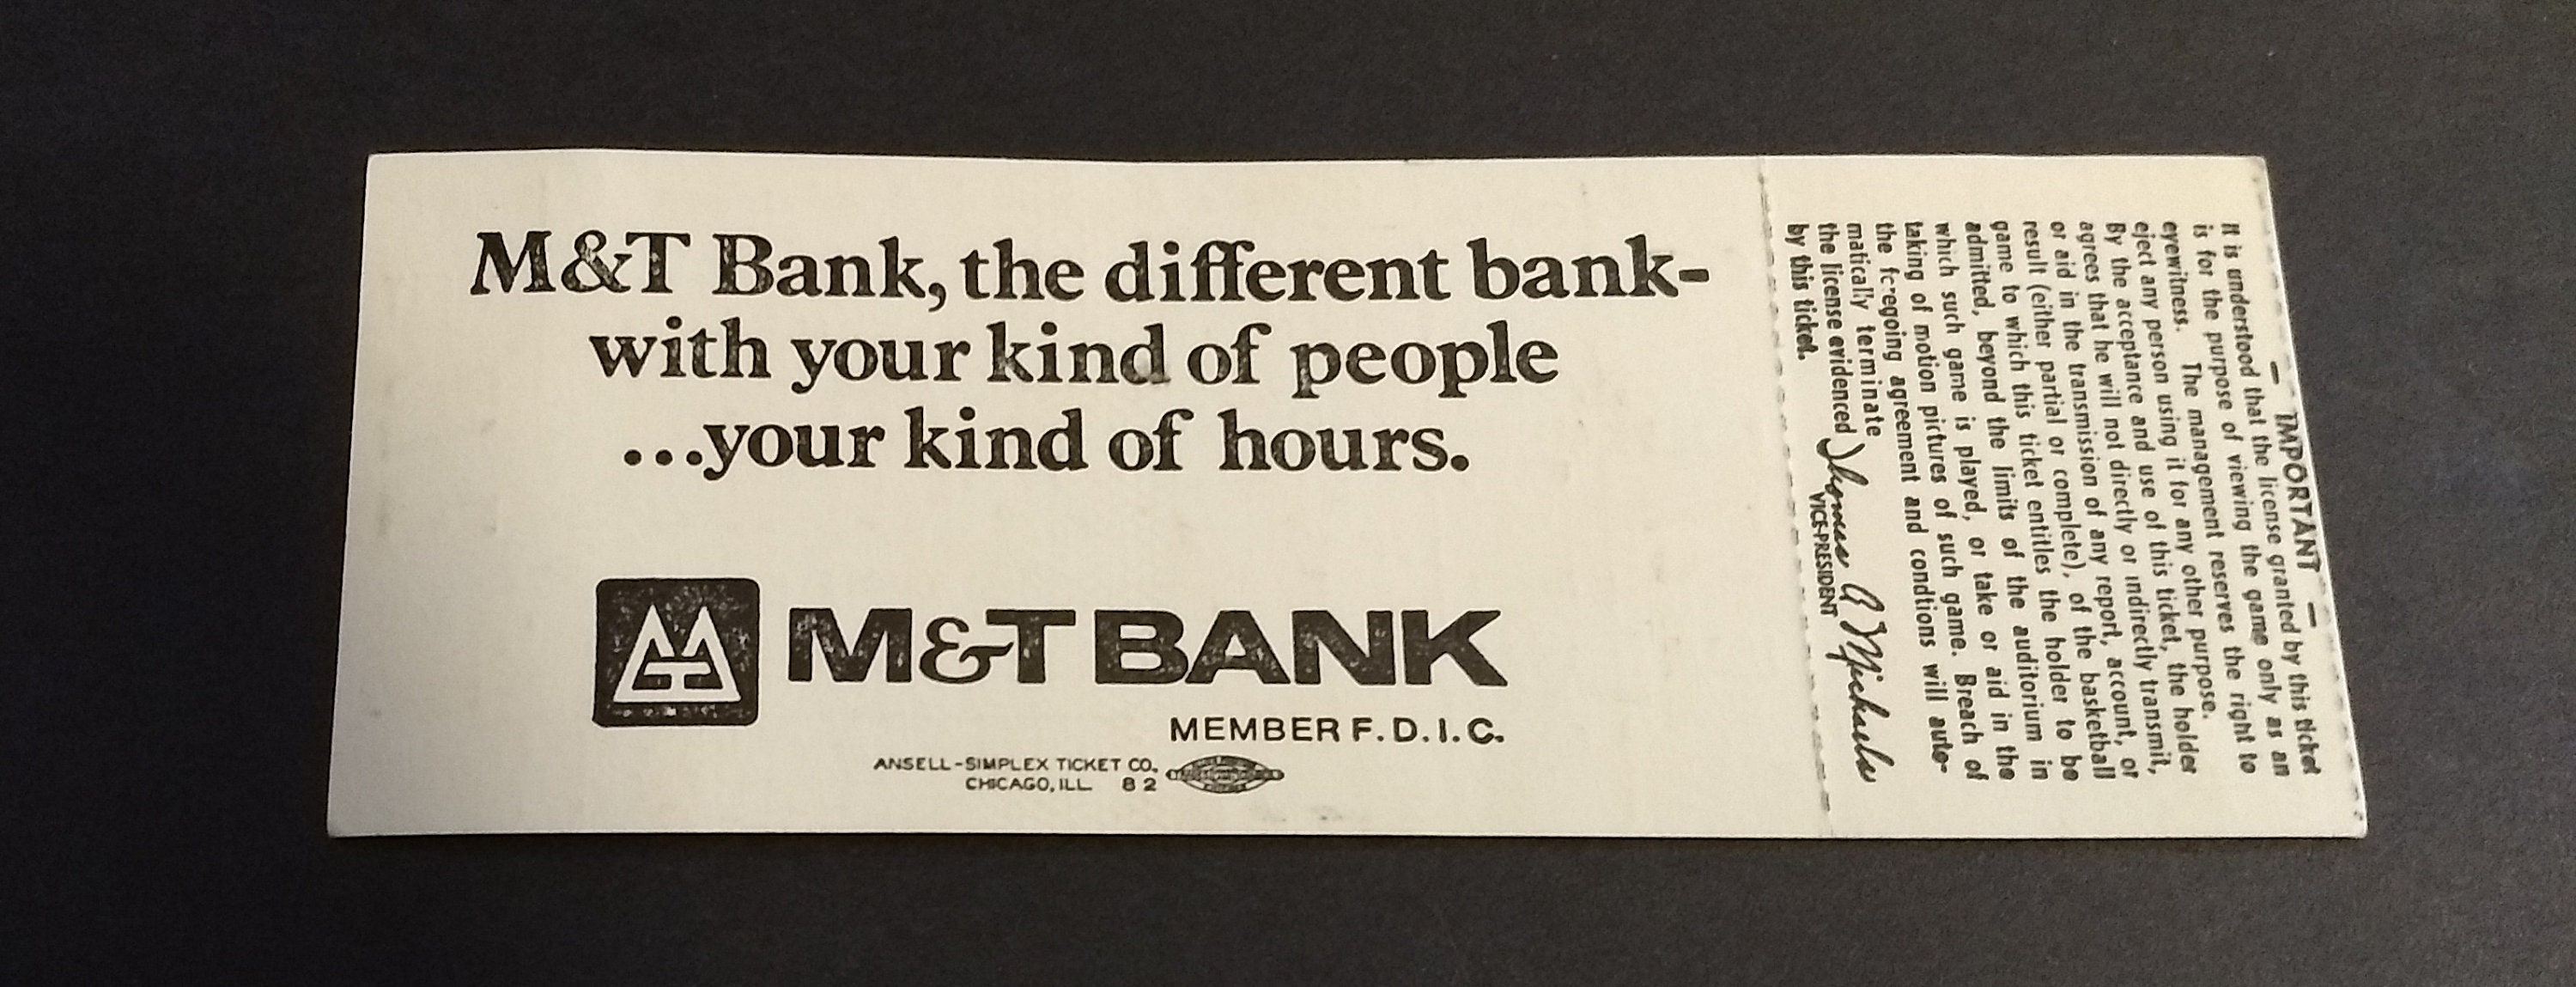 M&T Bank, the different bank-
with your kind of people
...your kind of hours.
M&T BANK
MEMBER F.D.I.C.
ANSELL-SIMPLEX TICKET CO.
CHICAGO, ILL 82
— IMPORTANT —
It is understood that the license granted by this ticket
is for the purpose of viewing the game only as an
eyewitness. The management reserves the right to
eject any person using it for any other purpose.
By the acceptance and use of this ticket, the holder
agrees that he will not directly or indirectly transmit,
or aid in the transmission of any report, account, or
result (either partial or complete), of the basketball
game to which this ticket entitles the holder to be
admitted, beyond the limits of the auditorium in
which such game is played, or take or aid in the
taking of motion pictures of such game. Breach of
the foregoing agreement and condtions will auto-
matically terminate
the license evidenced
by this ticket.
Thomas A Michaels
VICE-PRESIDENT